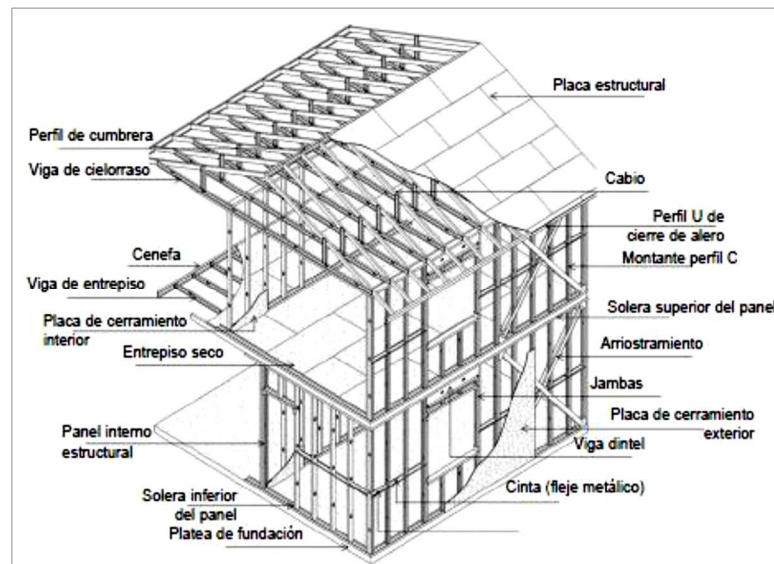 Placa estructural
Perfil de cumbrera
Viga de cielorraso
Cabio
Perfil U de
cierre de alero
Cenefa
Montante perfil C
Viga de entrepiso
Placa de cerramiento
interior
Solera superior del panel
Entrepiso seco
Arriostramiento
Jambas
Panel interno
estructural
Placa de cerramiento
exterior
Viga dintel
Solera inferior
del panel
Cinta (fleje metálico)
Platea de fundación